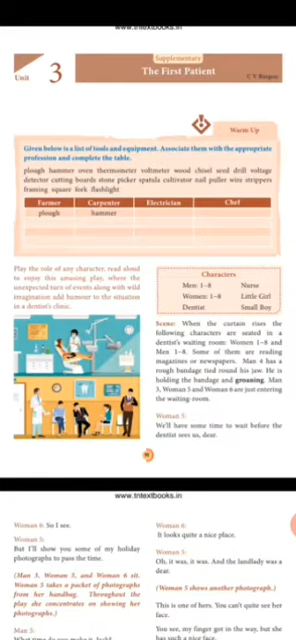 www.tntextbooks.in
Supplementary
Unit 3
The First Patient
C V Burgess
Warm Up
Given below is a list of tools and equipment. Associate them with the appropriate
profession and complete the table.
plough hammer oven thermometer voltmeter wood chisel seed drill voltage
detector cutting boards stone picker spatula cultivator nail puller wire strippers
framing square fork flashlight
Farmer Carpenter Electrician Chef
plough hammer
Play the role of any character, read aloud
to enjoy this amusing play, where the
unexpected turn of events along with wild
imagination add humour to the situation
in a dentist's clinic.
Characters
Men: 1–8 Nurse
Women: 1–8 Little Girl
Dentist Small Boy
Scene: When the curtain rises the
following characters are seated in a
dentist's waiting room: Women 1–8 and
Men 1–8. Some of them are reading
magazines or newspapers. Man 4 has a
rough bandage tied round his jaw. He is
holding the bandage and groaning. Man
3, Woman 5 and Woman 6 are just entering
the waiting-room.
Woman 5:
We'll have some time to wait before the
dentist sees us, dear.
www.tntextbooks.in
Woman 6: So I see.
Woman 5:
But I'll show you some of my holiday
photographs to pass the time.
(Man 3, Woman 5, and Woman 6 sit.
Woman 5 takes a packet of photographs
from her handbag. Throughout the
play she concentrates on showing her
photographs.)
Man 5:
What time do you make it, Jack?
Woman 6:
It looks quite a nice place.
Woman 5:
Oh, it was, it was. And the landlady was a
dear.
(Woman 5 shows another photograph.)
This is one of hers. You can't quite see her
face.
You see, my finger got in the way, but she
has such a nice face.